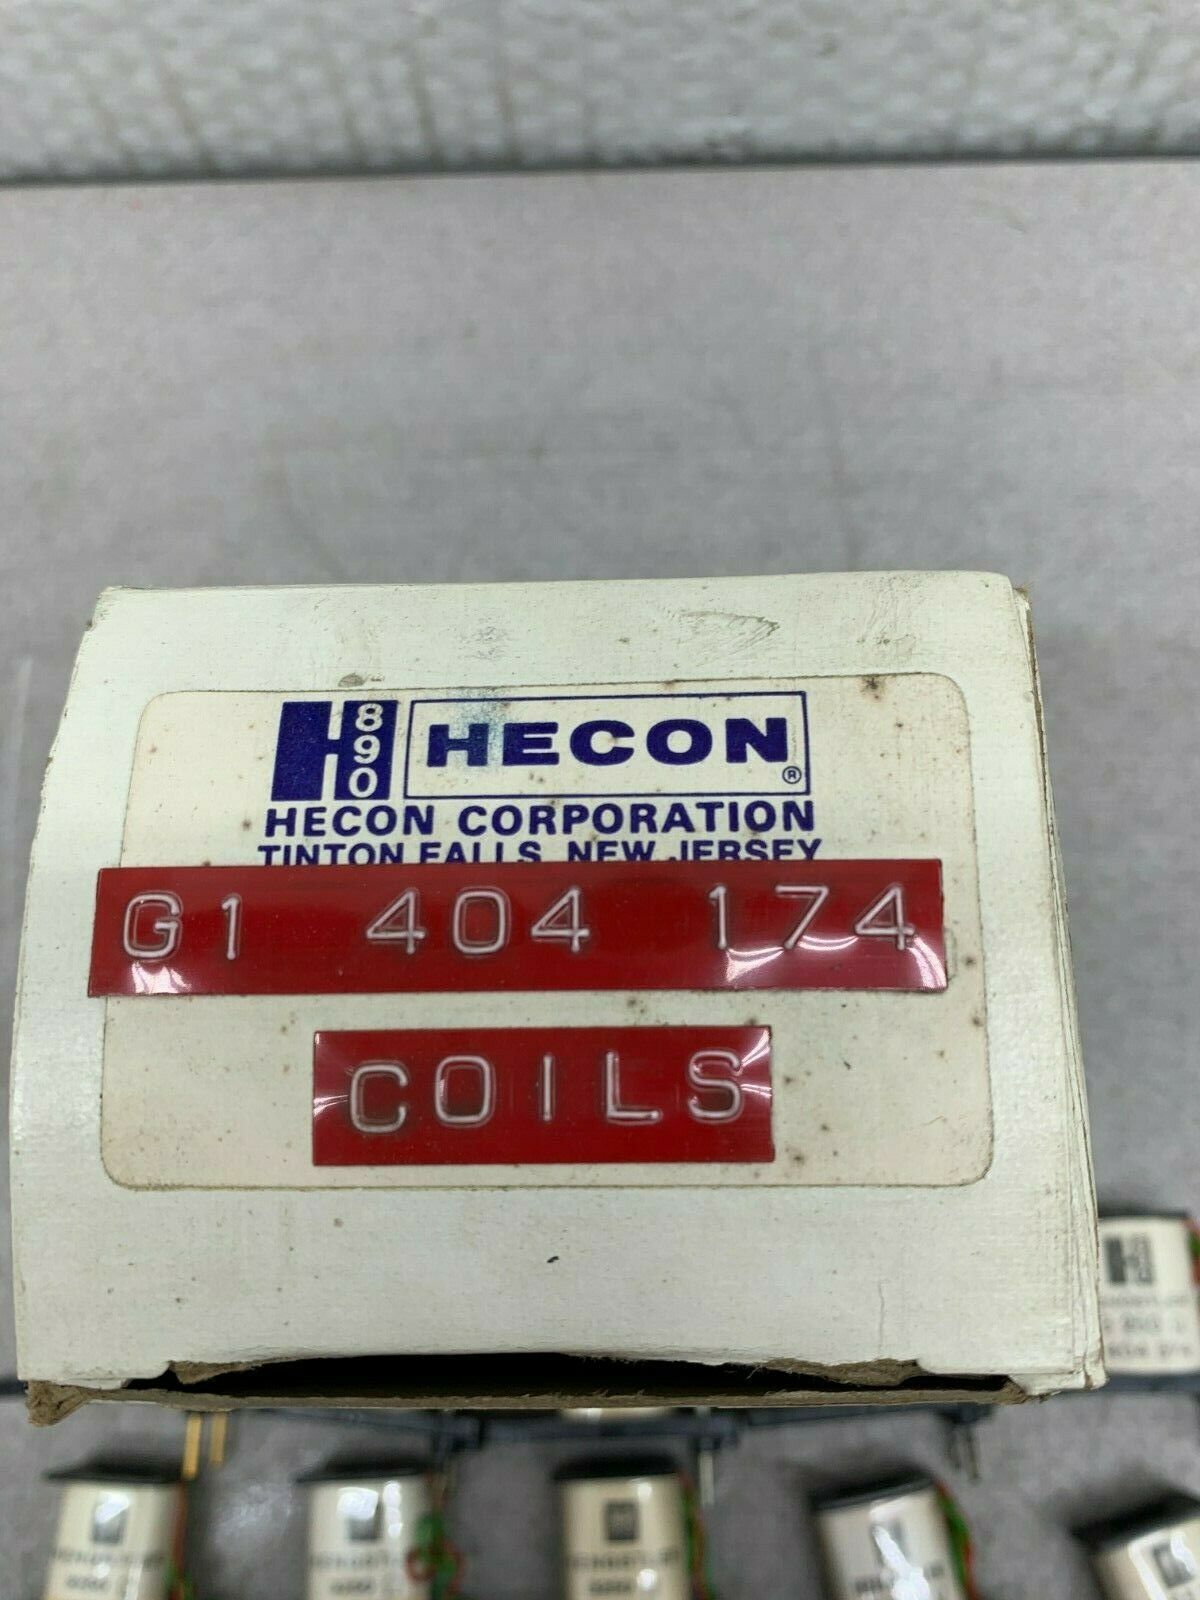 H 890 HECON ®
HECON CORPORATION
TINTON FALLS, NEW JERSEY
G1 404 174
COILS